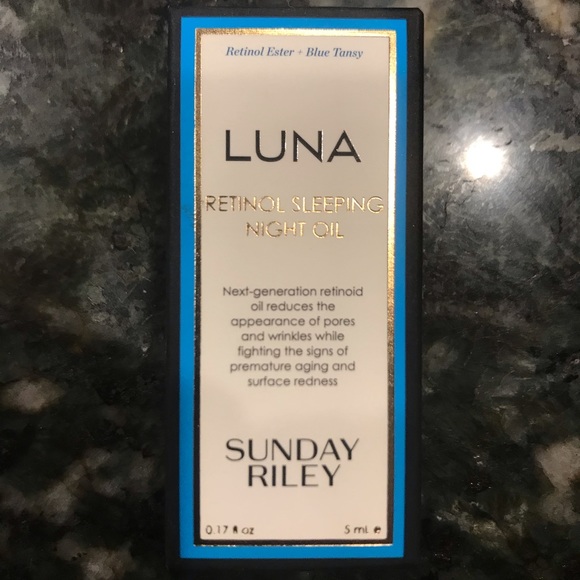 Retinol Ester + Blue Tansy
LUNA
RETINOL SLEEPING
NIGHT OIL
Next-generation retinoid
oil reduces the
appearance of pores
and wrinkles while
fighting the signs of
premature aging and
surface redness
SUNDAY
RILEY
0.17 fl oz 5 mL e